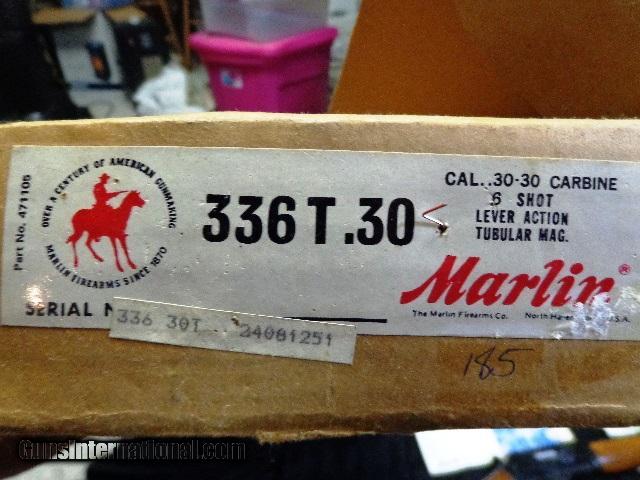 OVER A CENTURY OF AMERICAN GUNMAKING
MARLIN FIREARMS SINCE 1870
Part No. 471105
336 T.30
CAL..30-30 CARBINE
6 SHOT
LEVER ACTION
TUBULAR MAG.
Marlin®
The Marlin Firearms Co. North U.S.A.
SERIAL
336 30T 24081251
185
GunsInternational.com